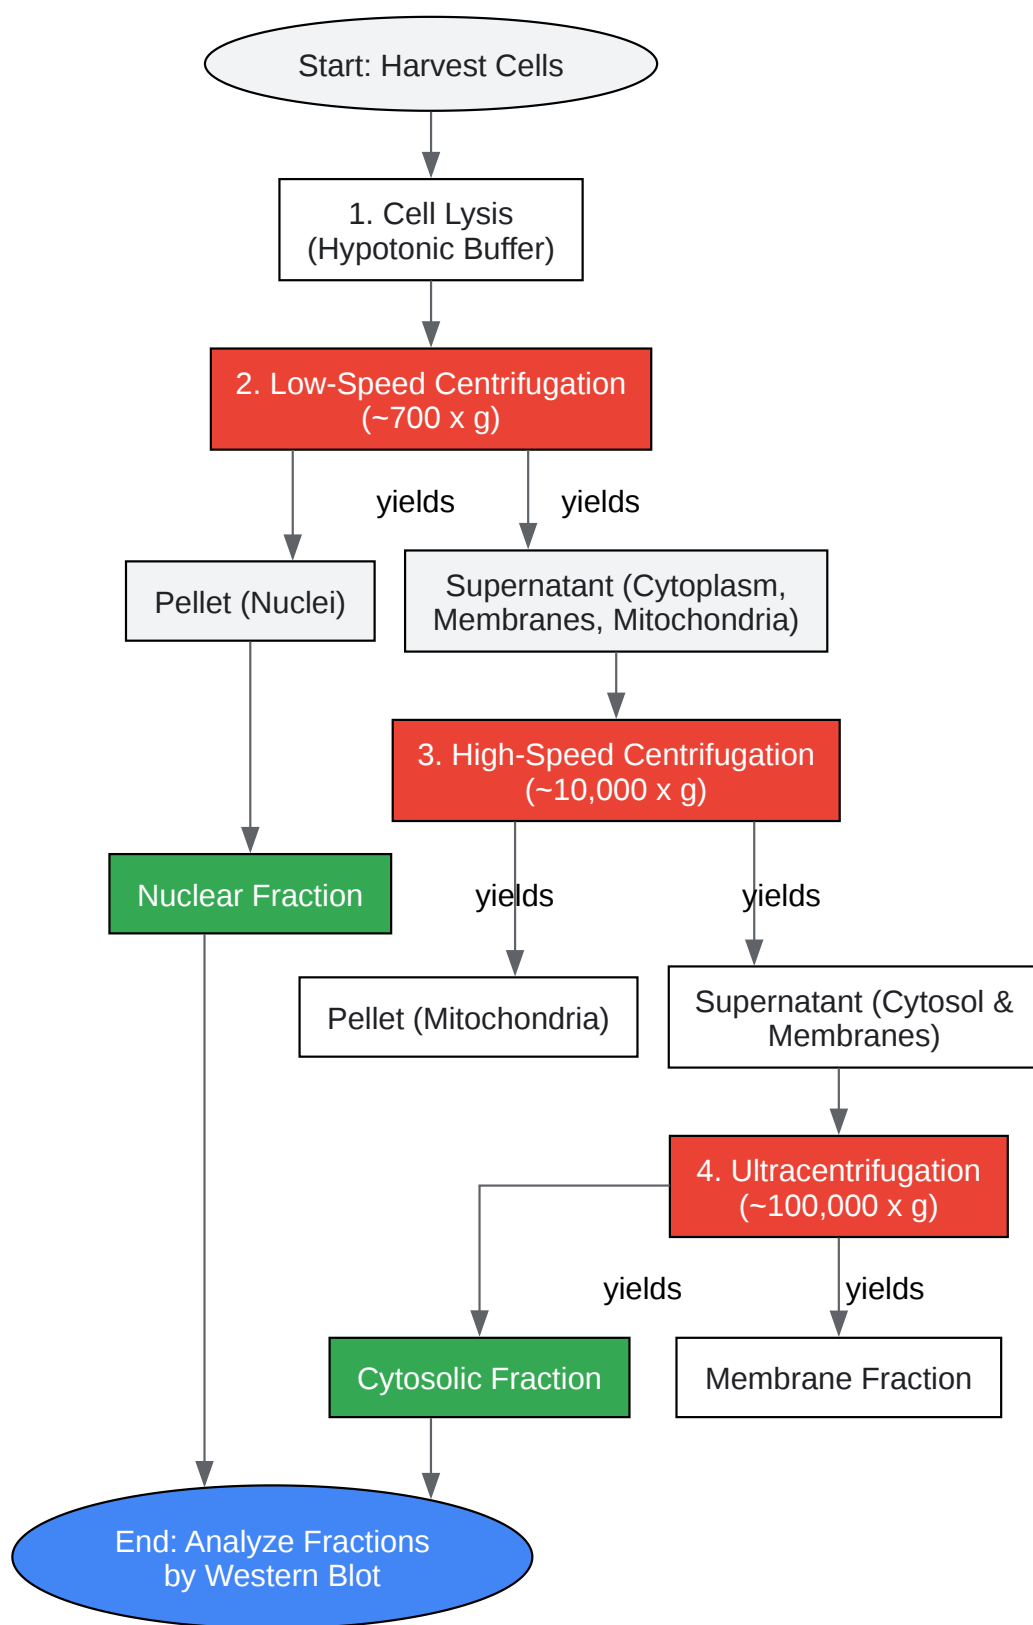 Start: Harvest Cells
1. Cell Lysis
(Hypotonic Buffer)
2. Low-Speed Centrifugation
(~700 x g)
yields
yields
Pellet (Nuclei)
Supernatant (Cytoplasm,
Membranes, Mitochondria)
3. High-Speed Centrifugation
(~10,000 x g)
Nuclear Fraction
yields
yields
Pellet (Mitochondria)
Supernatant (Cytosol &
Membranes)
4. Ultracentrifugation
(~100,000 x g)
yields
yields
Cytosolic Fraction
Membrane Fraction
End: Analyze Fractions
by Western Blot